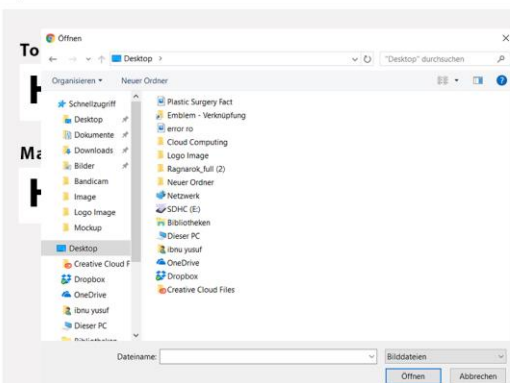 To
Ma
Öffnen
Desktop
"Desktop" durchsuchen
Organisieren
Neuer Ordner
Schnellzugriff
Desktop
Dokumente
Downloads
Bilder
Bandicam
Image
Logo Image
Mockup
Desktop
Creative Cloud F
Dropbox
OneDrive
ibnu yusuf
Dieser PC
Bibliotheken
Plastic Surgery Fact
Emblem - Verknüpfung
error ro
Cloud Computing
Logo Image
Ragnarok_full (2)
Neuer Ordner
Netzwerk
SDHC (E:)
Bibliotheken
Dieser PC
ibnu yusuf
OneDrive
Dropbox
Creative Cloud Files
Dateiname:
Bilddateien
Öffnen
Abbrechen